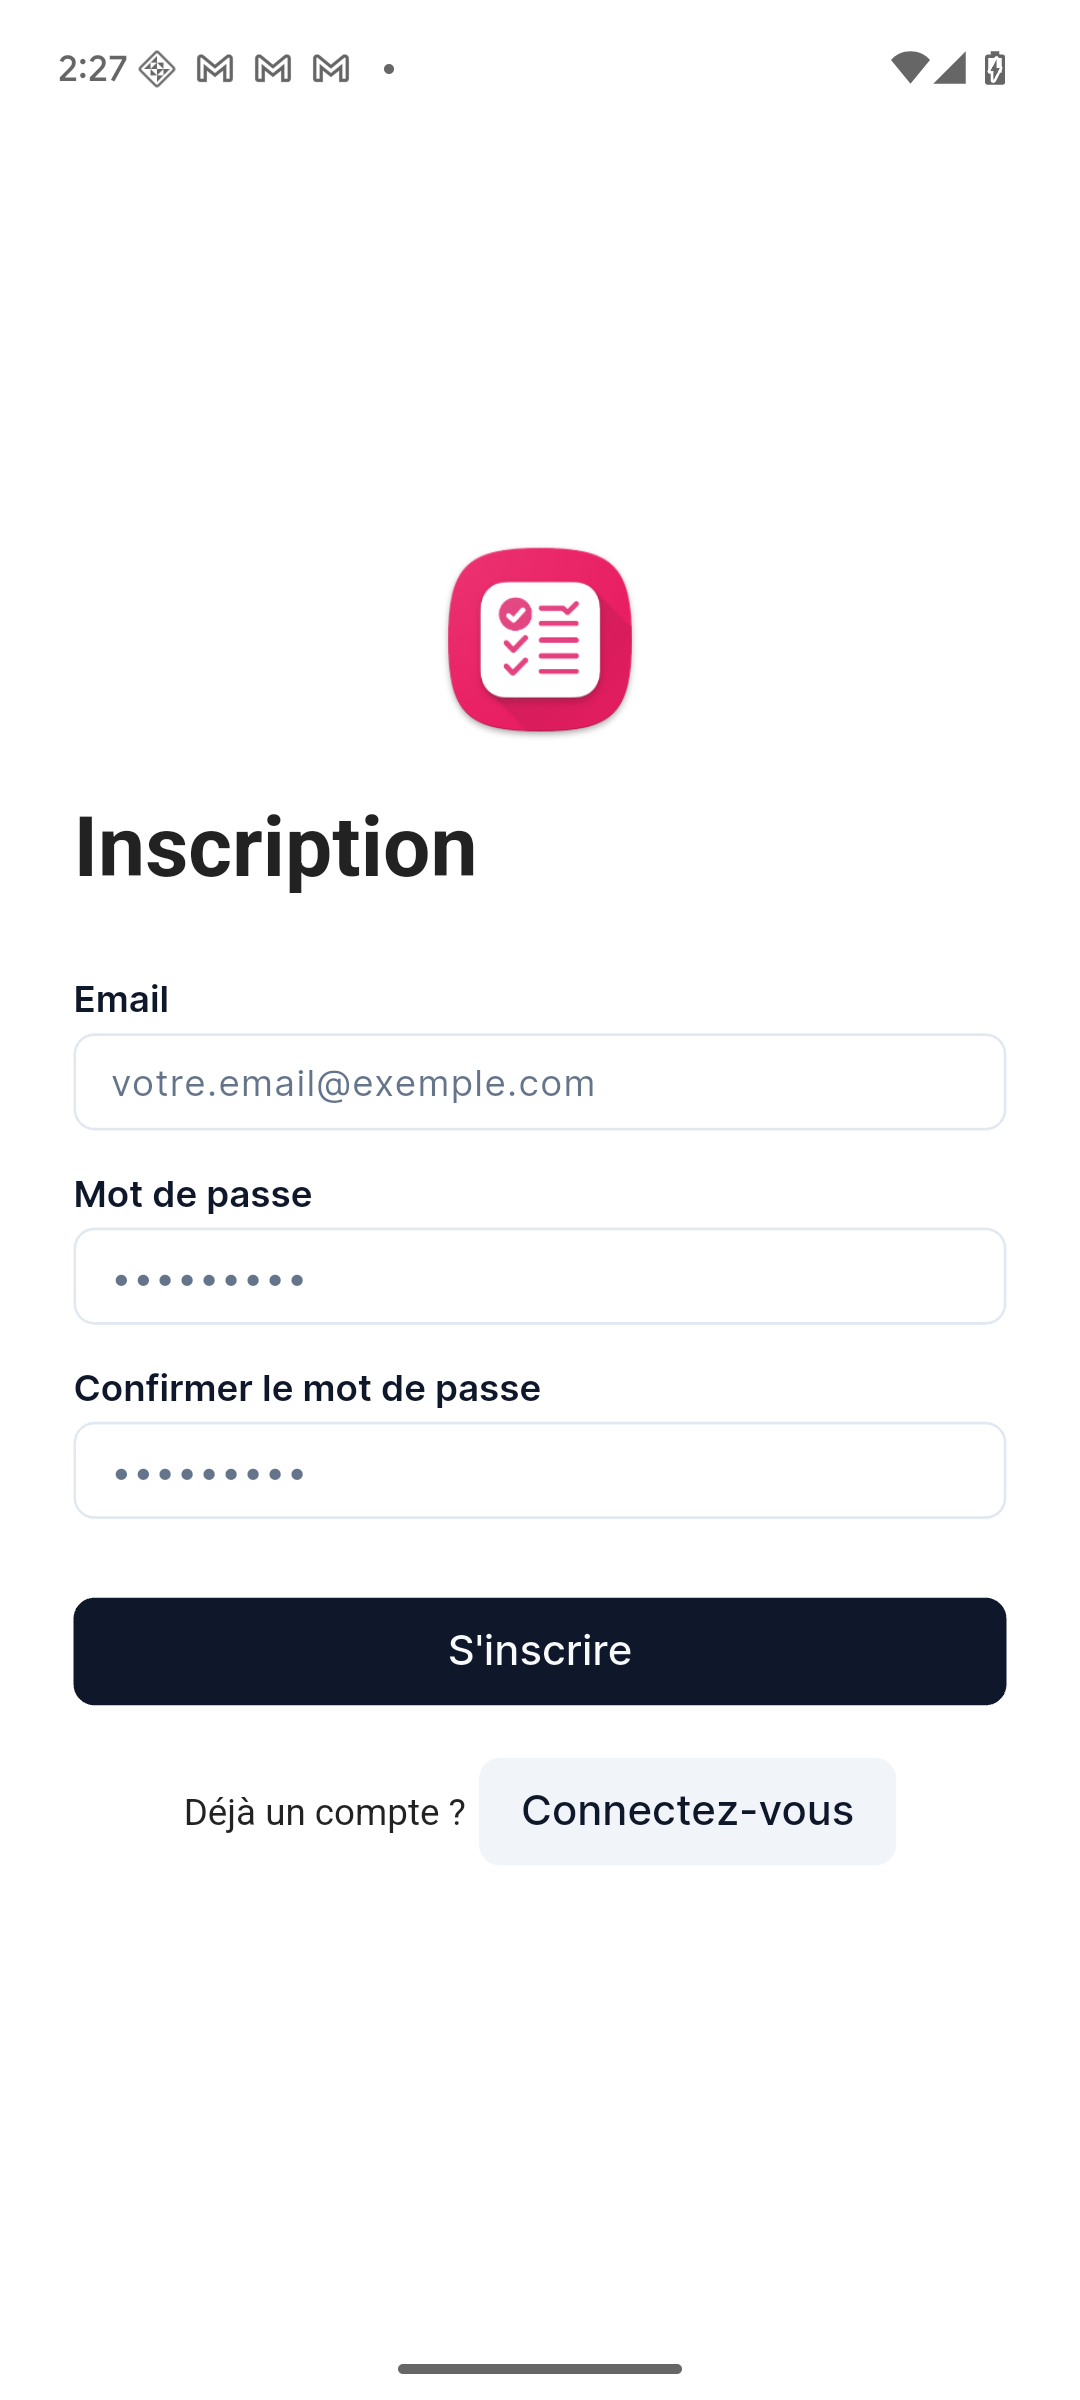 2:27
Inscription
Email
votre.email@exemple.com
Mot de passe
•••••••••
Confirmer le mot de passe
•••••••••
S'inscrire
Déjà un compte ? Connectez-vous